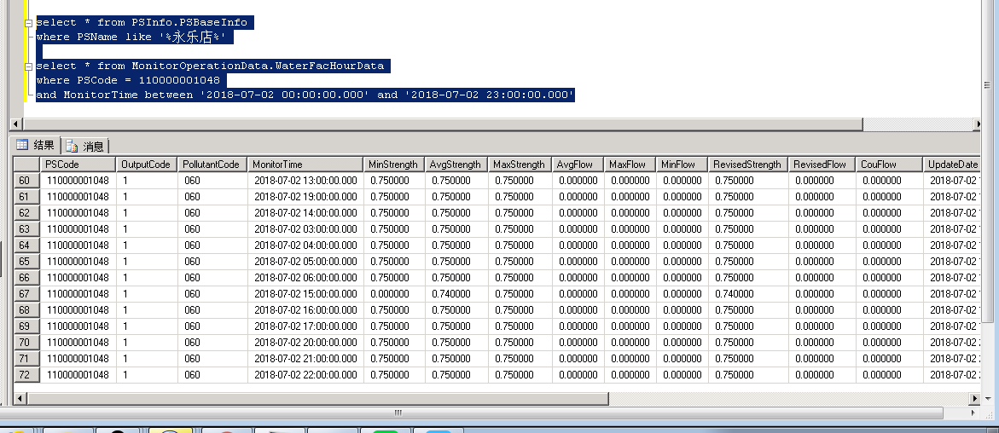 select * from PSInfo.PSBaseInfo
where PSName like '%永乐店%'
select * from MonitorOperationData.WaterFacHourData
where PSCode = 110000001048
and MonitorTime between '2018-07-02 00:00:00.000' and '2018-07-02 23:00:00.000'
结果 消息
PSCode OutputCode PollutantCode MonitorTime MinStrength AvgStrength MaxStrength AvgFlow MaxFlow MinFlow RevisedStrength RevisedFlow CouFlow UpdateDate
60 110000001048 1 060 2018-07-02 13:00:00.000 0.750000 0.750000 0.750000 0.000000 0.000000 0.000000 0.750000 0.000000 0.000000 2018-07-02
61 110000001048 1 060 2018-07-02 19:00:00.000 0.750000 0.750000 0.750000 0.000000 0.000000 0.000000 0.750000 0.000000 0.000000 2018-07-02
62 110000001048 1 060 2018-07-02 14:00:00.000 0.750000 0.750000 0.750000 0.000000 0.000000 0.000000 0.750000 0.000000 0.000000 2018-07-02
63 110000001048 1 060 2018-07-02 03:00:00.000 0.750000 0.750000 0.750000 0.000000 0.000000 0.000000 0.750000 0.000000 0.000000 2018-07-02
64 110000001048 1 060 2018-07-02 04:00:00.000 0.750000 0.750000 0.750000 0.000000 0.000000 0.000000 0.750000 0.000000 0.000000 2018-07-02
65 110000001048 1 060 2018-07-02 05:00:00.000 0.750000 0.750000 0.750000 0.000000 0.000000 0.000000 0.750000 0.000000 0.000000 2018-07-02
66 110000001048 1 060 2018-07-02 06:00:00.000 0.750000 0.750000 0.750000 0.000000 0.000000 0.000000 0.750000 0.000000 0.000000 2018-07-02
67 110000001048 1 060 2018-07-02 15:00:00.000 0.000000 0.740000 0.750000 0.000000 0.000000 0.000000 0.740000 0.000000 0.000000 2018-07-02
68 110000001048 1 060 2018-07-02 16:00:00.000 0.750000 0.750000 0.750000 0.000000 0.000000 0.000000 0.750000 0.000000 0.000000 2018-07-02
69 110000001048 1 060 2018-07-02 17:00:00.000 0.750000 0.750000 0.750000 0.000000 0.000000 0.000000 0.750000 0.000000 0.000000 2018-07-02
70 110000001048 1 060 2018-07-02 20:00:00.000 0.750000 0.750000 0.750000 0.000000 0.000000 0.000000 0.750000 0.000000 0.000000 2018-07-02
71 110000001048 1 060 2018-07-02 21:00:00.000 0.750000 0.750000 0.750000 0.000000 0.000000 0.000000 0.750000 0.000000 0.000000 2018-07-02
72 110000001048 1 060 2018-07-02 22:00:00.000 0.750000 0.750000 0.750000 0.000000 0.000000 0.000000 0.750000 0.000000 0.000000 2018-07-02